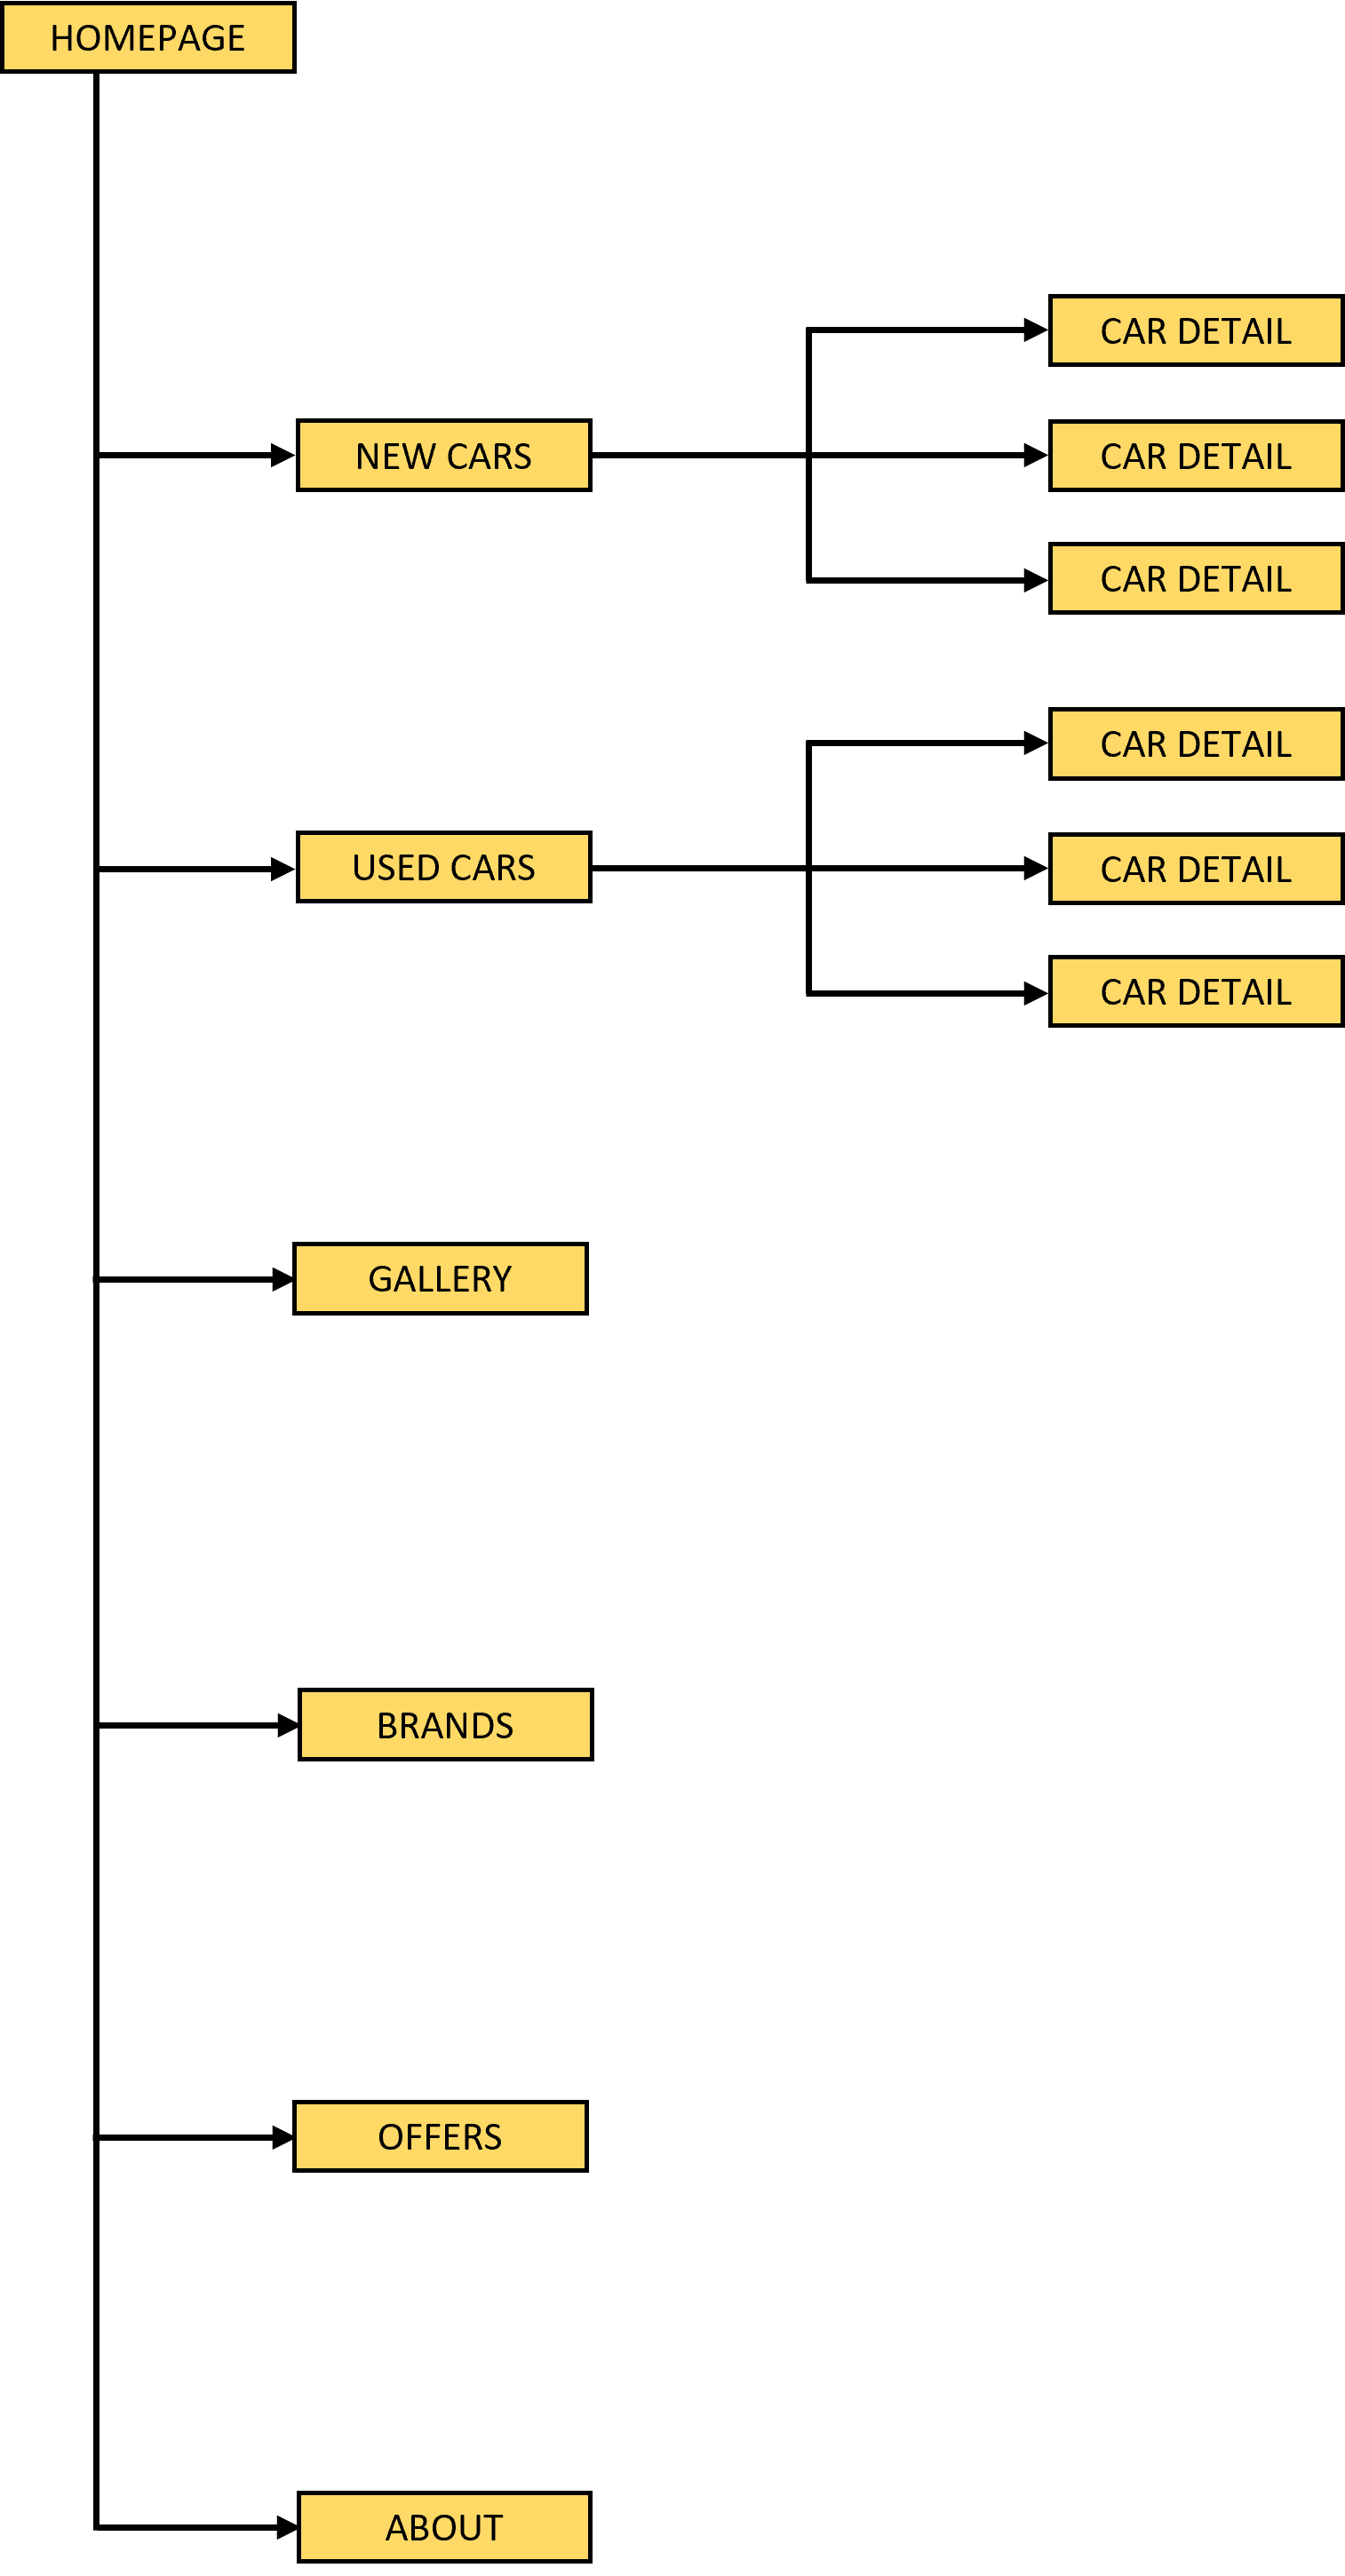 HOMEPAGE
CAR DETAIL
NEW CARS
CAR DETAIL
CAR DETAIL
CAR DETAIL
USED CARS
CAR DETAIL
CAR DETAIL
GALLERY
BRANDS
OFFERS
ABOUT